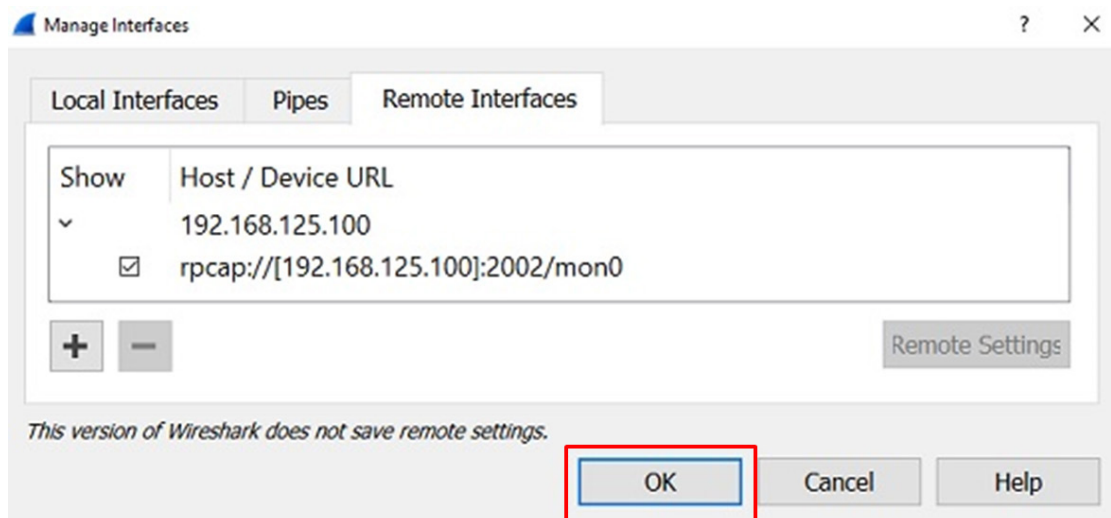 Manage Interfaces ?
Local Interfaces Pipes Remote Interfaces
Show Host / Device URL
192.168.125.100
rpcap://[192.168.125.100]:2002/mon0
Remote Settings
This version of Wireshark does not save remote settings.
OK Cancel Help